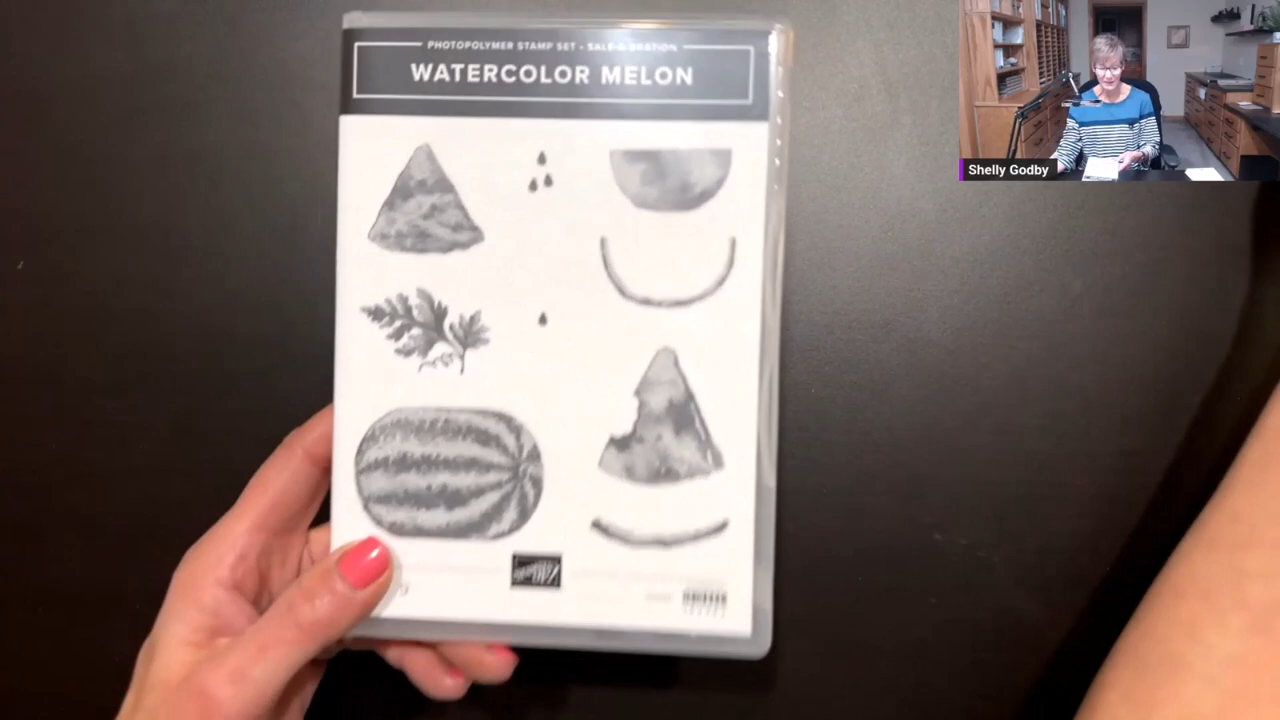 PHOTOPOLYMER STAMP SET • SALE-A-BRATION
WATERCOLOR MELON
Shelly Godby